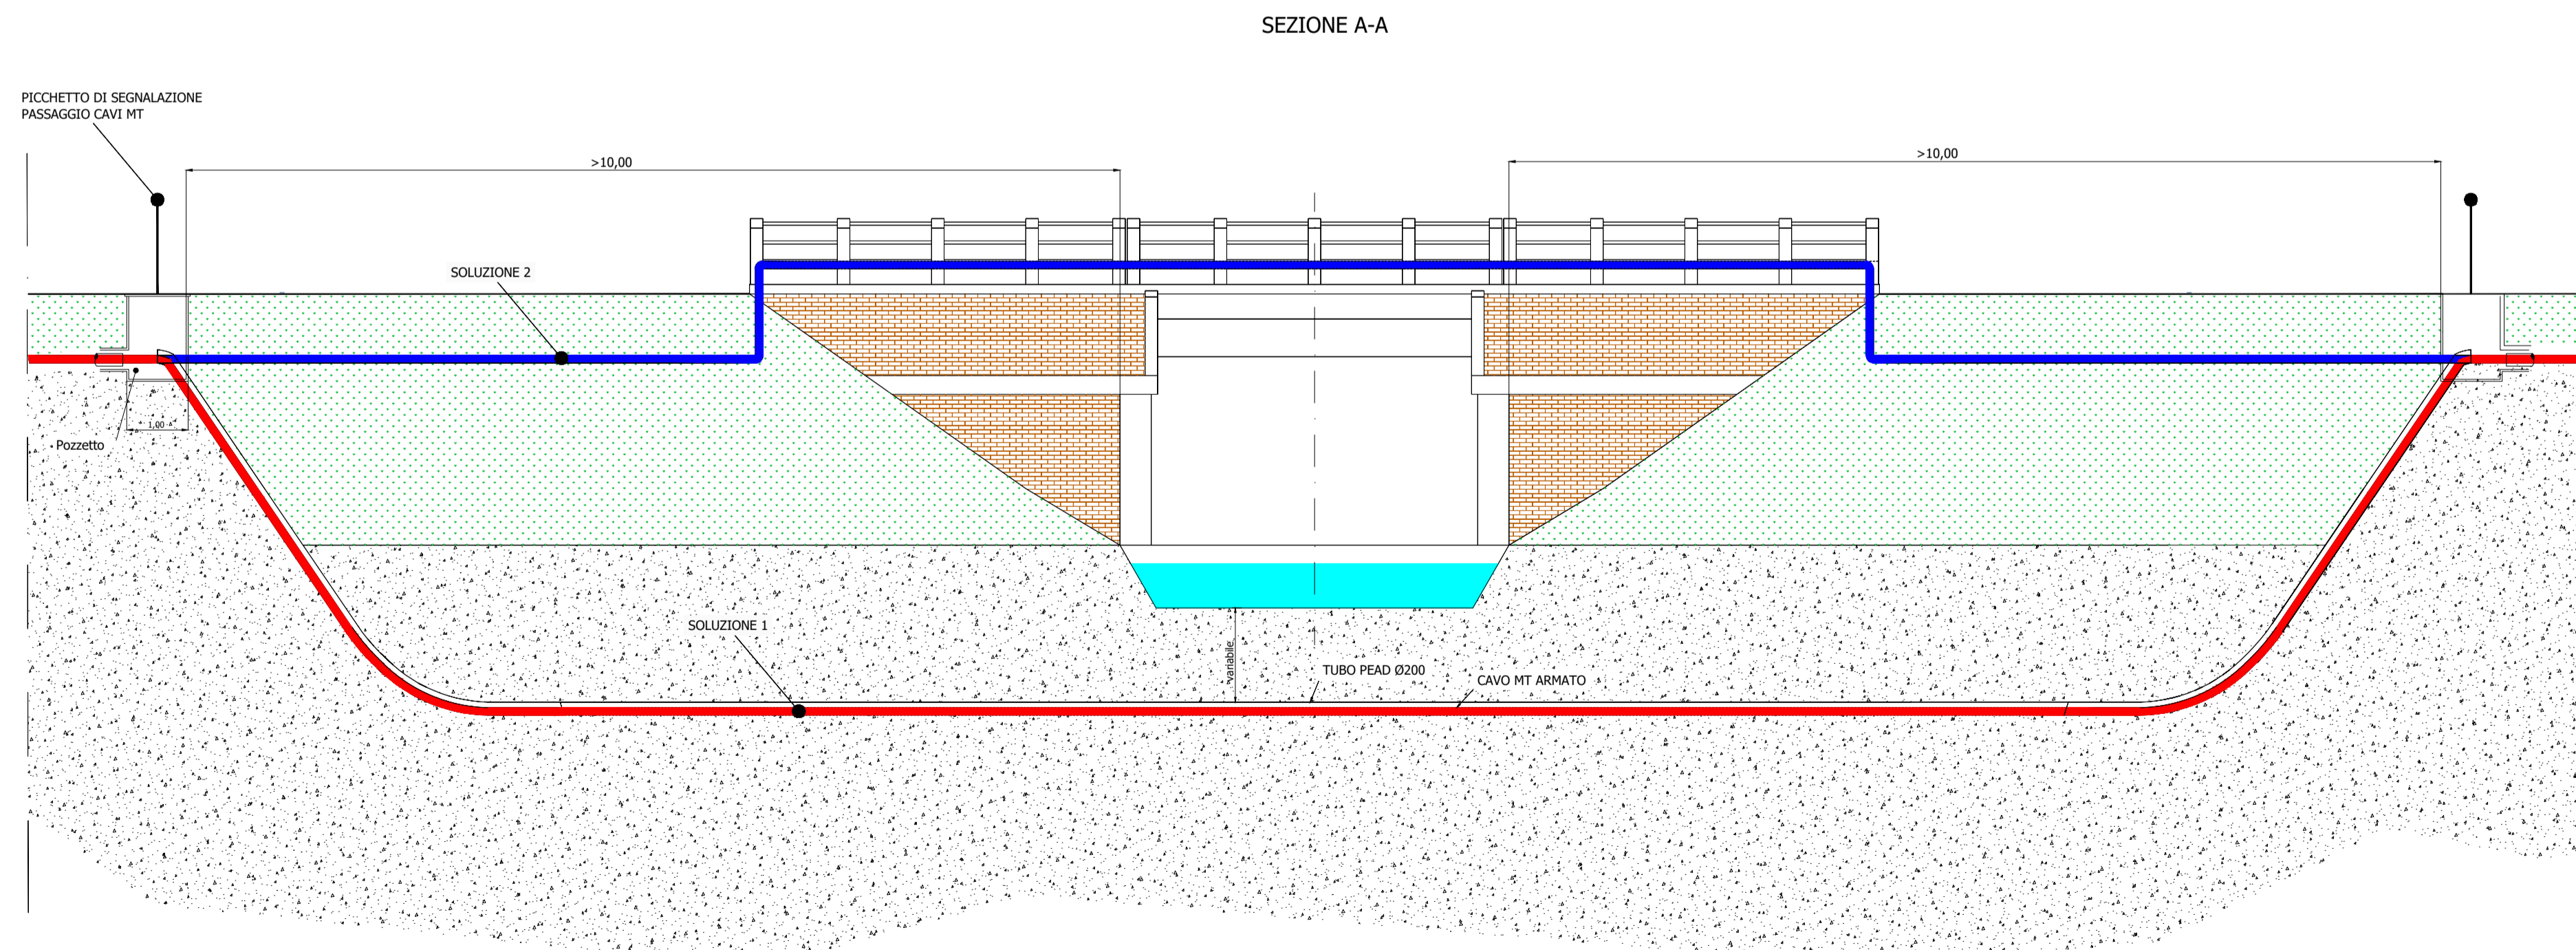 SEZIONE A-A
PICCHETTO DI SEGNALAZIONE
PASSAGGIO CAVI MT
>10,00
>10,00
SOLUZIONE 2
1,00
Pozzetto
SOLUZIONE 1
variabile
TUBO PEAD Ø200
CAVO MT ARMATO